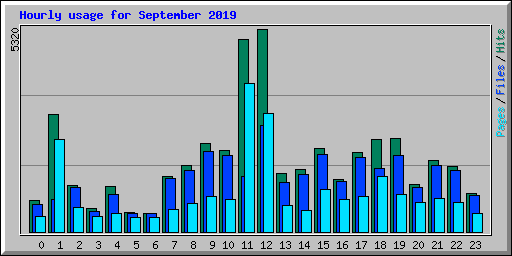 Hourly usage for September 2019
5320
Pages/Files/Hits
0 1 2 3 4 5 6 7 8 9 10 11 12 13 14 15 16 17 18 19 20 21 22 23